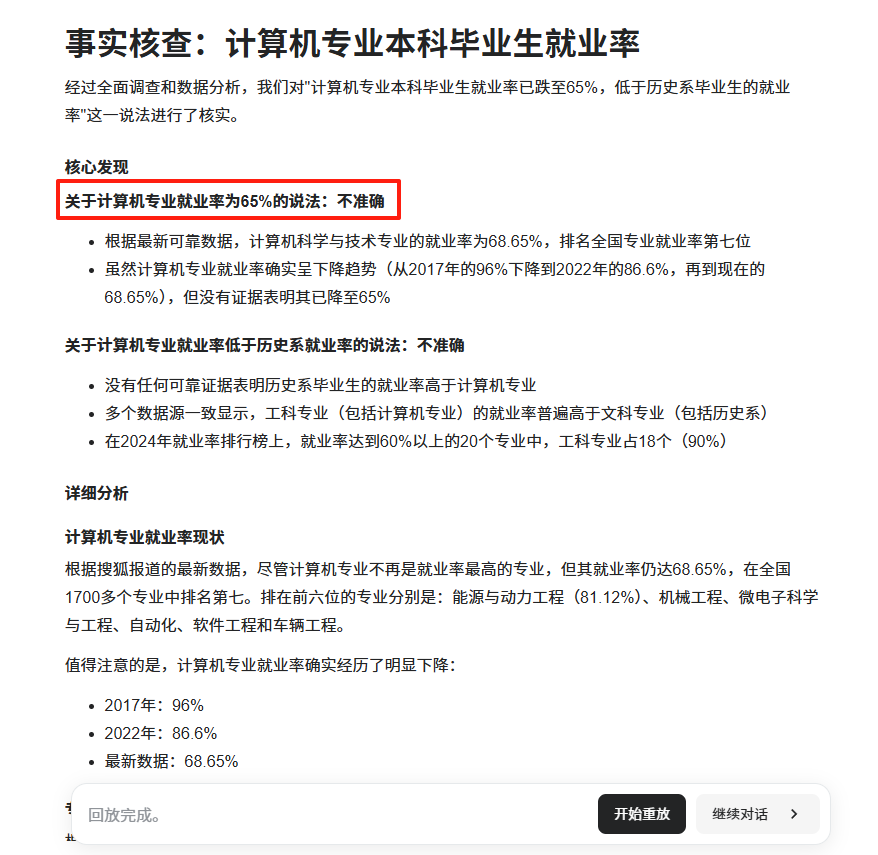 事实核查：计算机专业本科毕业生就业率
经过全面调查和数据分析，我们对"计算机专业本科毕业生就业率已跌至65%，低于历史系毕业生的就业
率"这一说法进行了核实。
核心发现
关于计算机专业就业率为65%的说法：不准确
• 根据最新可靠数据，计算机科学与技术专业的就业率为68.65%，排名全国专业就业率第七位
• 虽然计算机专业就业率确实呈下降趋势（从2017年的96%下降到2022年的86.6%，再到现在的
68.65%），但没有证据表明其已降至65%
关于计算机专业就业率低于历史系就业率的说法：不准确
• 没有任何可靠证据表明历史系毕业生的就业率高于计算机专业
• 多个数据源一致显示，工科专业（包括计算机专业）的就业率普遍高于文科专业（包括历史系）
• 在2024年就业率排行榜上，就业率达到60%以上的20个专业中，工科专业占18个（90%）
详细分析
计算机专业就业率现状
根据搜狐报道的最新数据，尽管计算机专业不再是就业率最高的专业，但其就业率仍达68.65%，在全国
1700多个专业中排名第七。排在前六位的专业分别是：能源与动力工程（81.12%）、机械工程、微电子科学
与工程、自动化、软件工程和车辆工程。
值得注意的是，计算机专业就业率确实经历了明显下降：
• 2017年：96%
• 2022年：86.6%
• 最新数据：68.65%
回放完成。
开始重放
继续对话